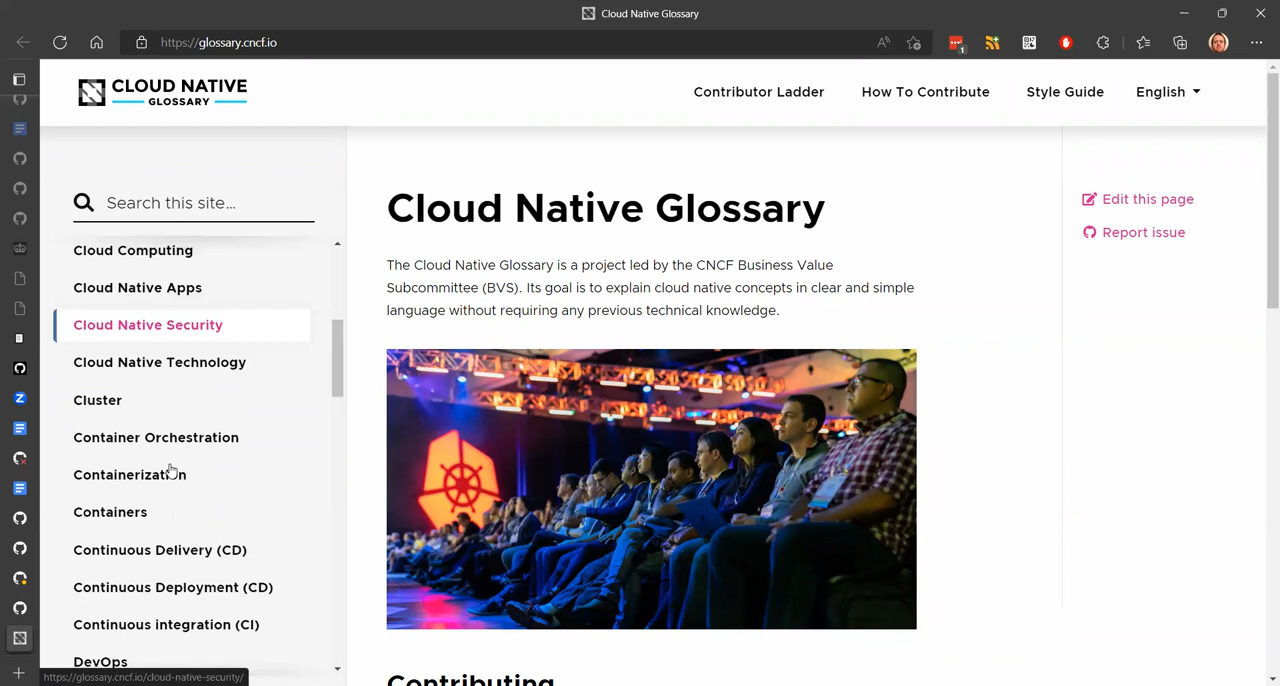 Cloud Native Glossary
https://glossary.cncf.io
1
CLOUD NATIVE
GLOSSARY
Contributor Ladder
How To Contribute
Style Guide
English
Search this site...
Cloud Computing
Cloud Native Apps
Cloud Native Security
Cloud Native Technology
Cluster
Container Orchestration
Containerization
Containers
Continuous Delivery (CD)
Continuous Deployment (CD)
Continuous integration (CI)
DevOps
Cloud Native Glossary
The Cloud Native Glossary is a project led by the CNCF Business Value
Subcommittee (BVS). Its goal is to explain cloud native concepts in clear and simple
language without requiring any previous technical knowledge.
Contributing
Edit this page
Report issue
https://glossary.cncf.io/cloud-native-security/